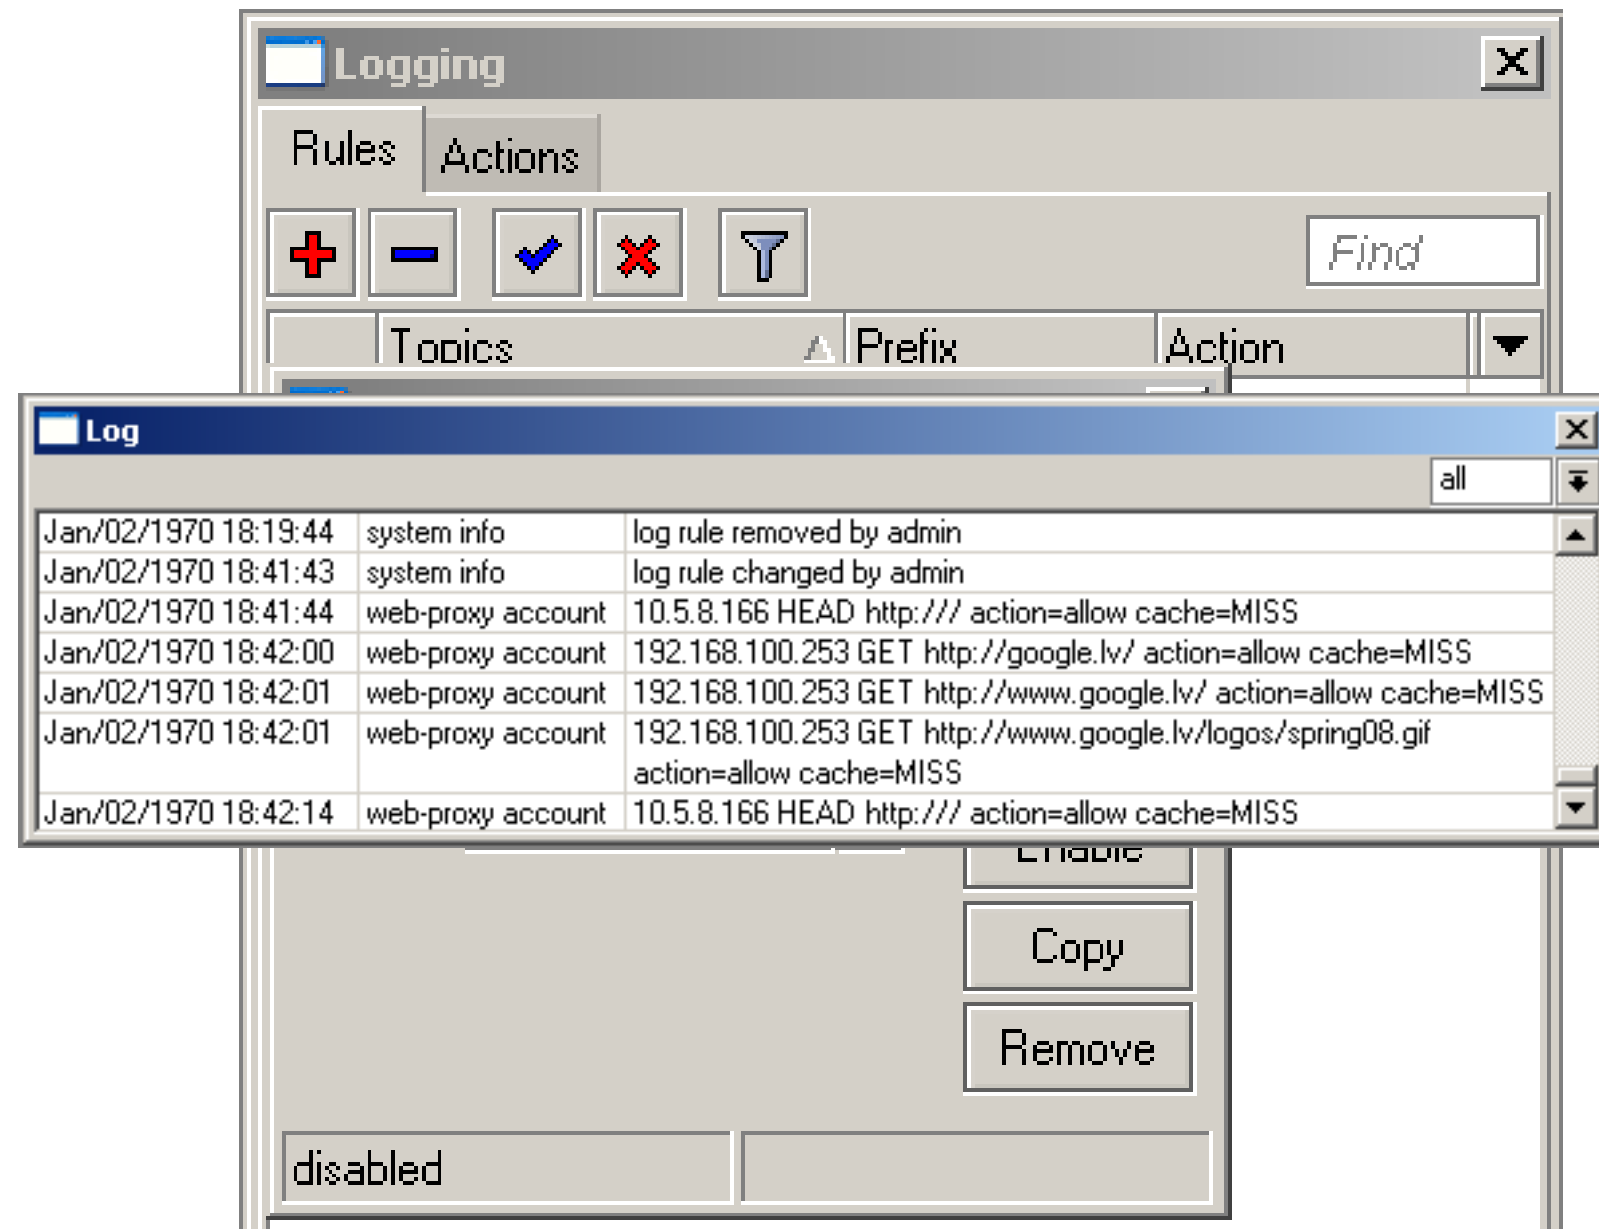 Logging
Rules Actions
Find
Topics Prefix Action
Log
all
Jan/02/1970 18:19:44 system info log rule removed by admin
Jan/02/1970 18:41:43 system info log rule changed by admin
Jan/02/1970 18:41:44 web-proxy account 10.5.8.166 HEAD http:/// action=allow cache=MISS
Jan/02/1970 18:42:00 web-proxy account 192.168.100.253 GET http://google.lv/ action=allow cache=MISS
Jan/02/1970 18:42:01 web-proxy account 192.168.100.253 GET http://www.google.lv/ action=allow cache=MISS
Jan/02/1970 18:42:01 web-proxy account 192.168.100.253 GET http://www.google.lv/logos/spring08.gif
action=allow cache=MISS
Jan/02/1970 18:42:14 web-proxy account 10.5.8.166 HEAD http:/// action=allow cache=MISS
Enable
Copy
Remove
disabled